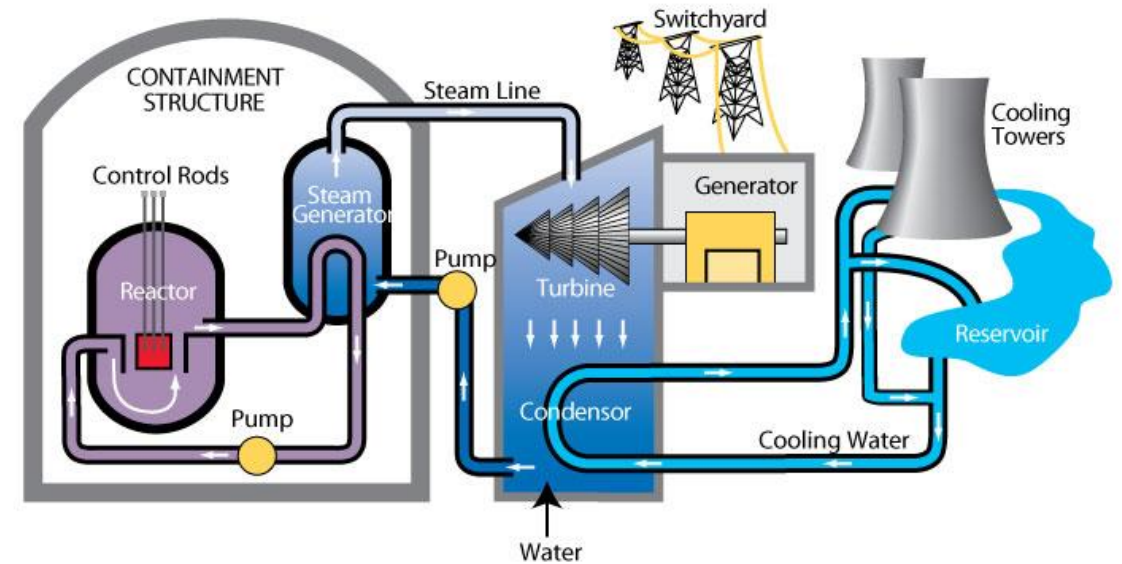 Switchyard
CONTAINMENT
STRUCTURE
Steam Line
Cooling
Towers
Control Rods
Steam
Generator
Generator
Pump
Reactor
Turbine
Reservoir
Condensor
Pump
Cooling Water
Water